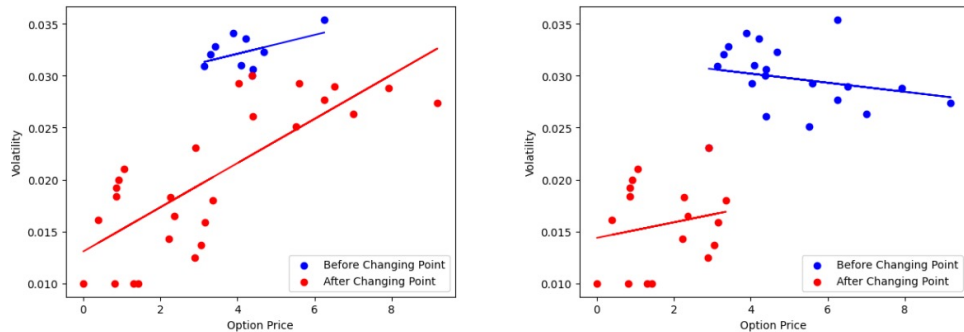 0.035
0.030
0.025
0.020
0.015
0.010
Volatility
0
2
4
6
8
Option Price
Before Changing Point
After Changing Point
0.035
0.030
0.025
0.020
0.015
0.010
Volatility
0
2
4
6
8
Option Price
Before Changing Point
After Changing Point